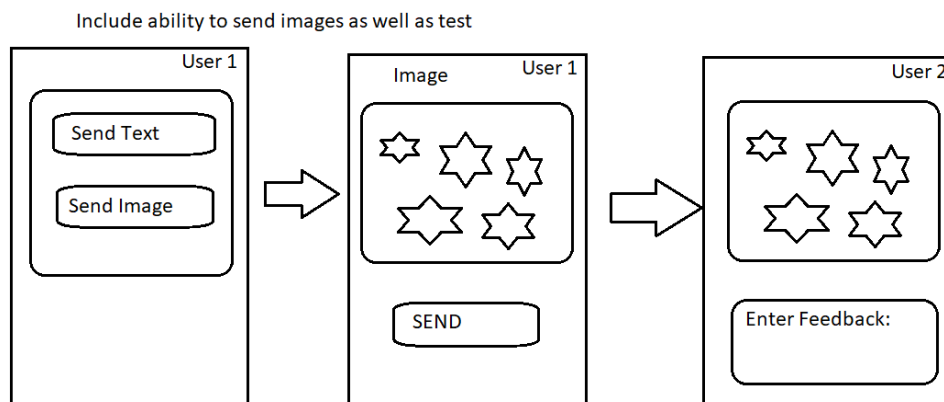 Include ability to send images as well as test
User 1
Send Text
Send Image
User 1
Image
SEND
User 2
Enter Feedback: